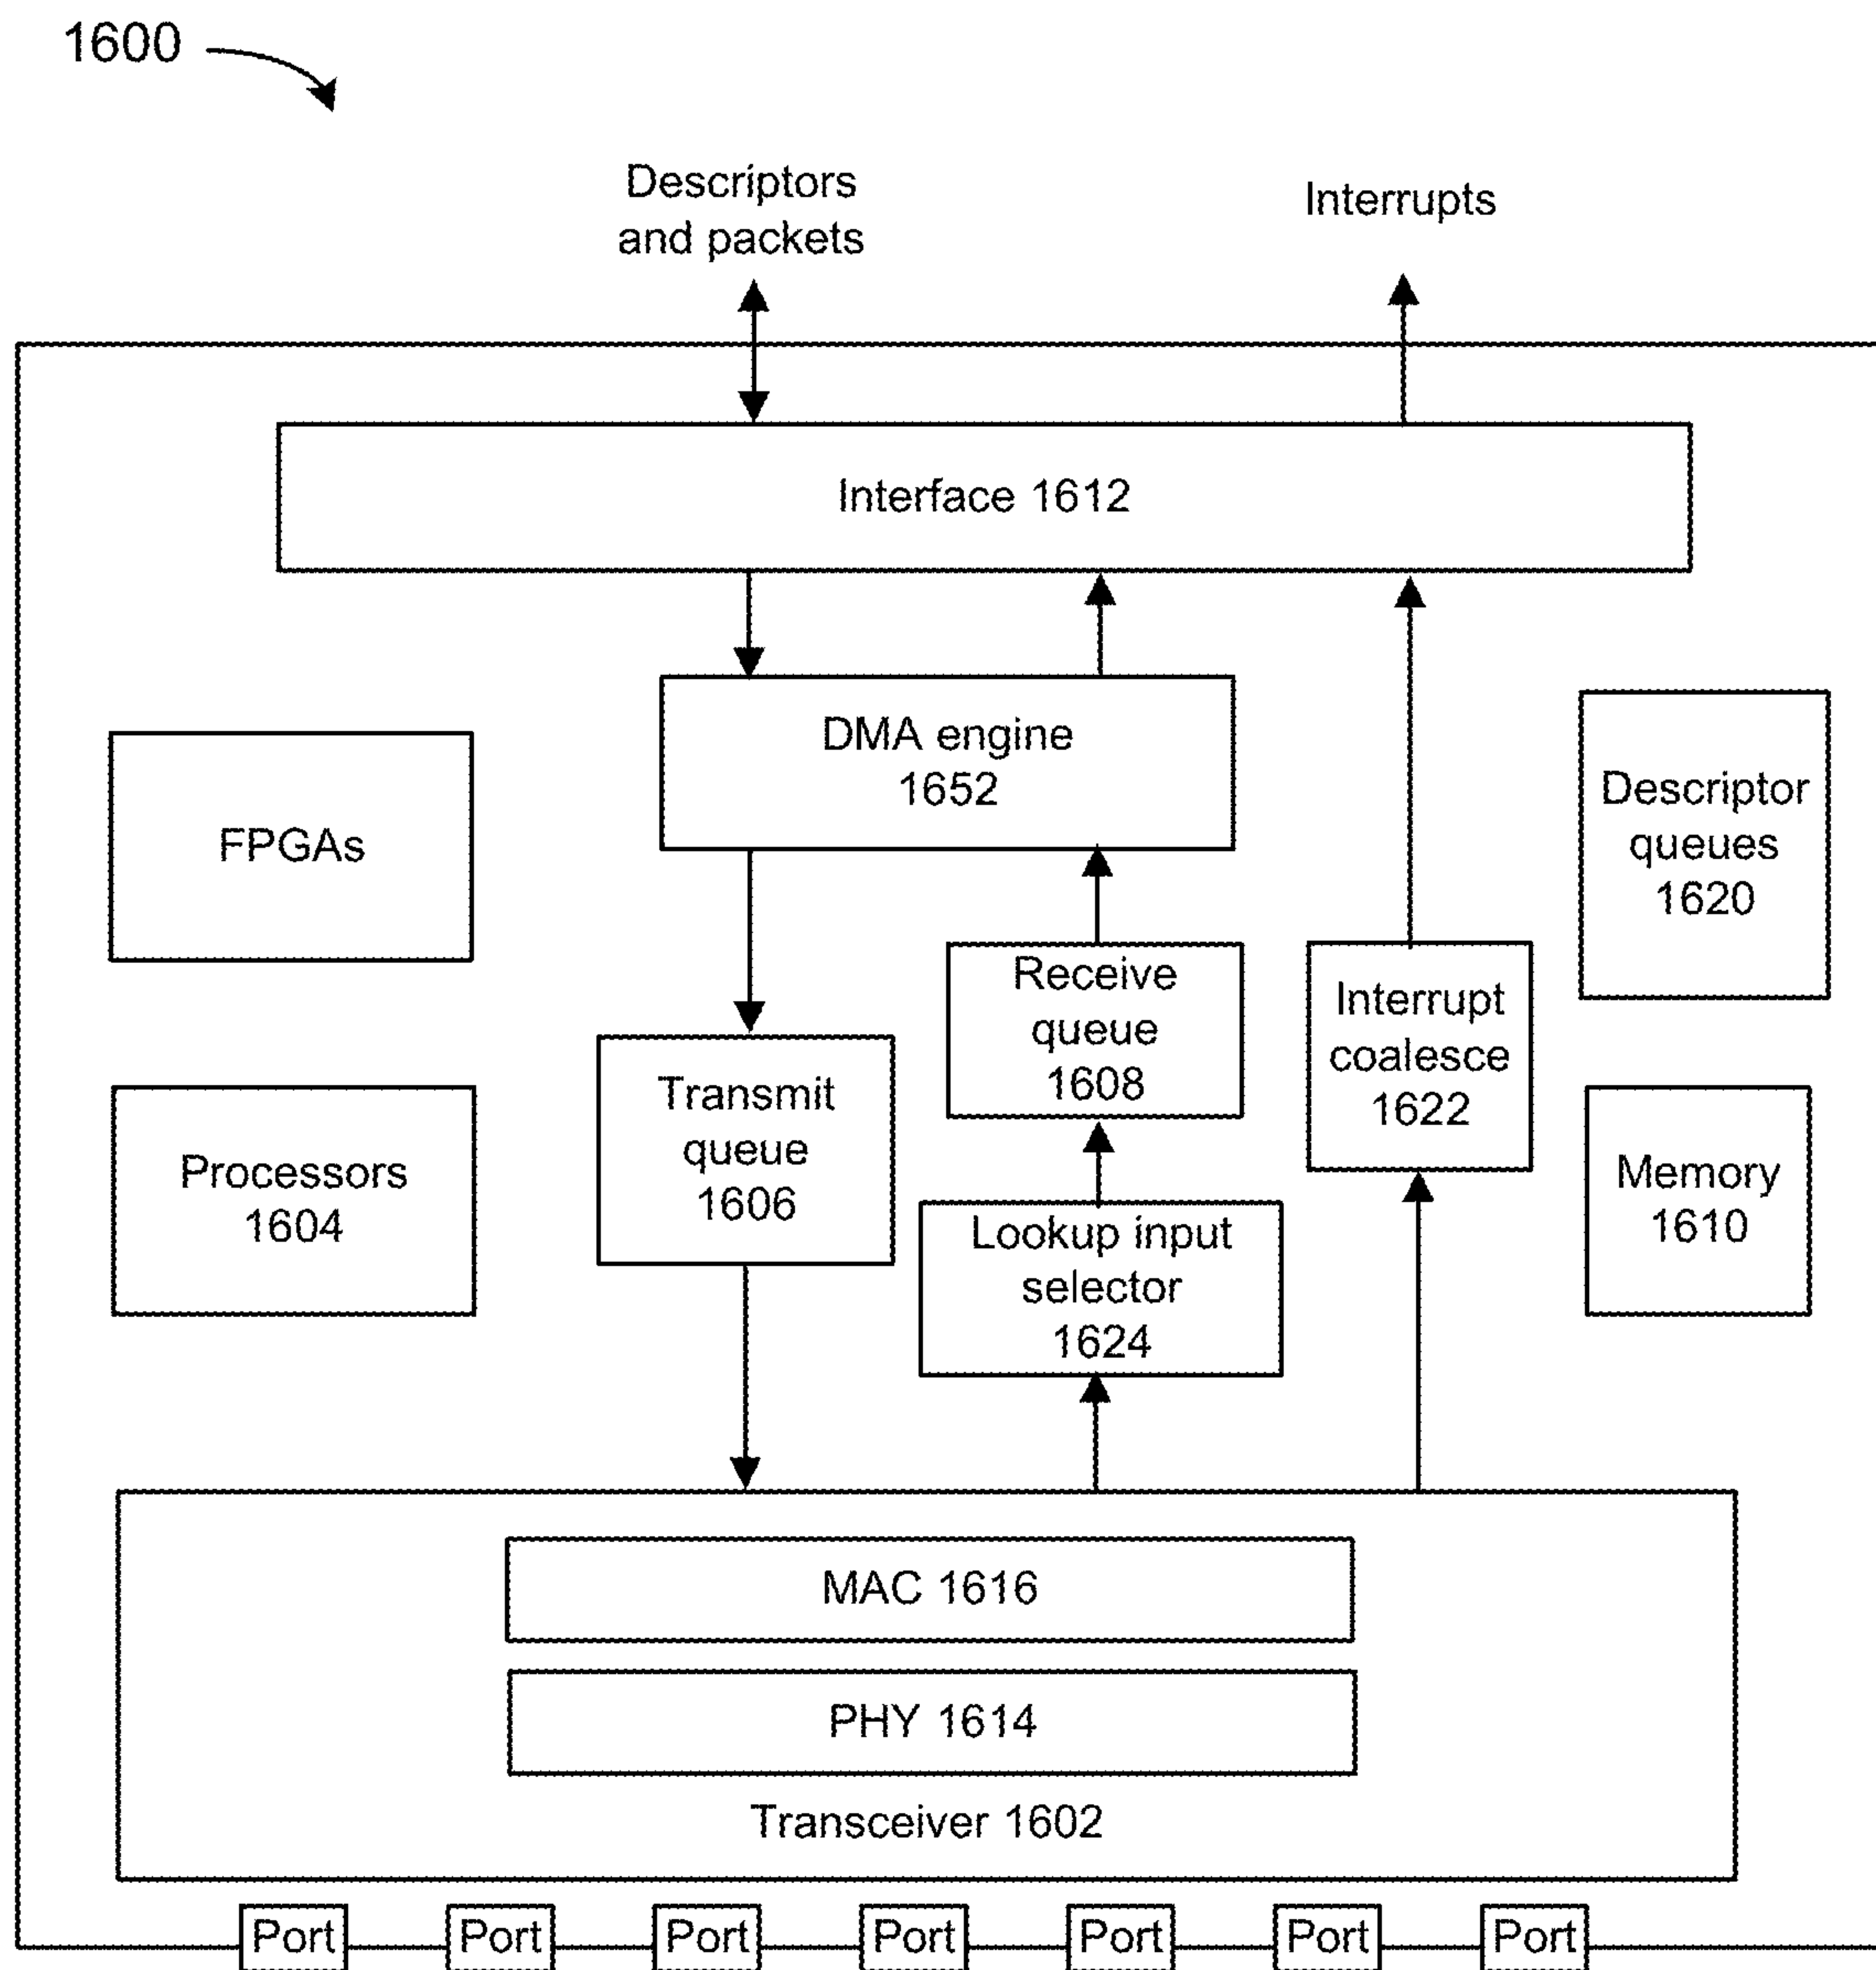 1600
Descriptors
and packets
Interrupts
Interface 1612
DMA engine
1652
FPGAs
Descriptor
queues
1620
Receive
queue
1608
Interrupt
coalesce
1622
Transmit
queue
1606
Processors
1604
Memory
1610
Lookup input
selector
1624
MAC 1616
PHY 1614
Transceiver 1602
Port
Port
Port
Port
Port
Port
Port